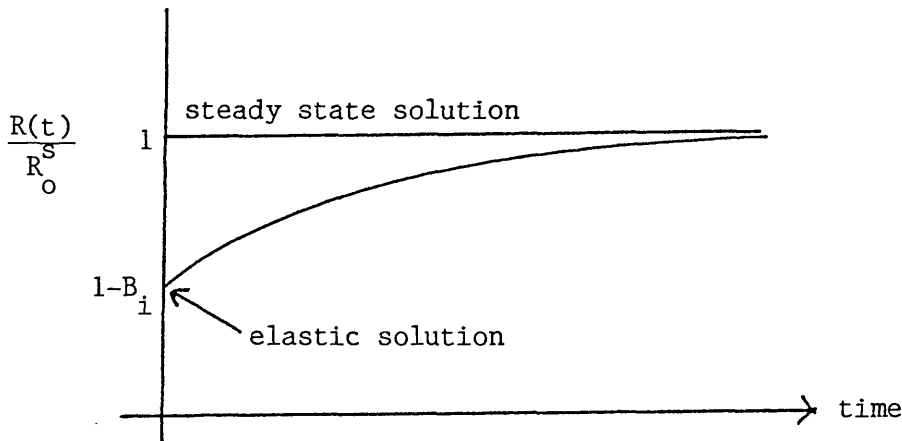 steady state solution
R(t)
R_o^s
1
1-B_i
elastic solution
time